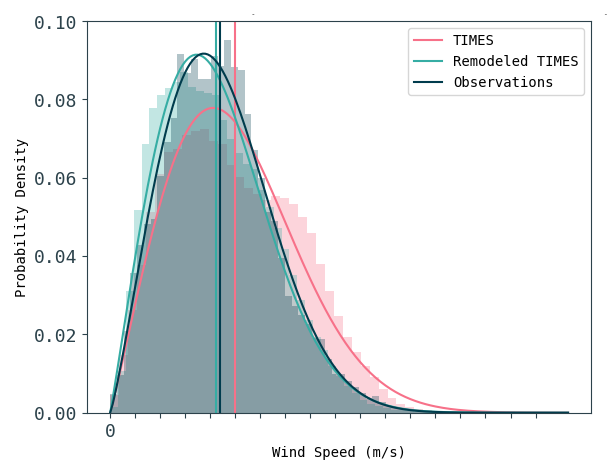 0.10
0.08
0.06
0.04
0.02
0.00
Probability Density
TIMES
Remodeled TIMES
Observations
0
Wind Speed (m/s)